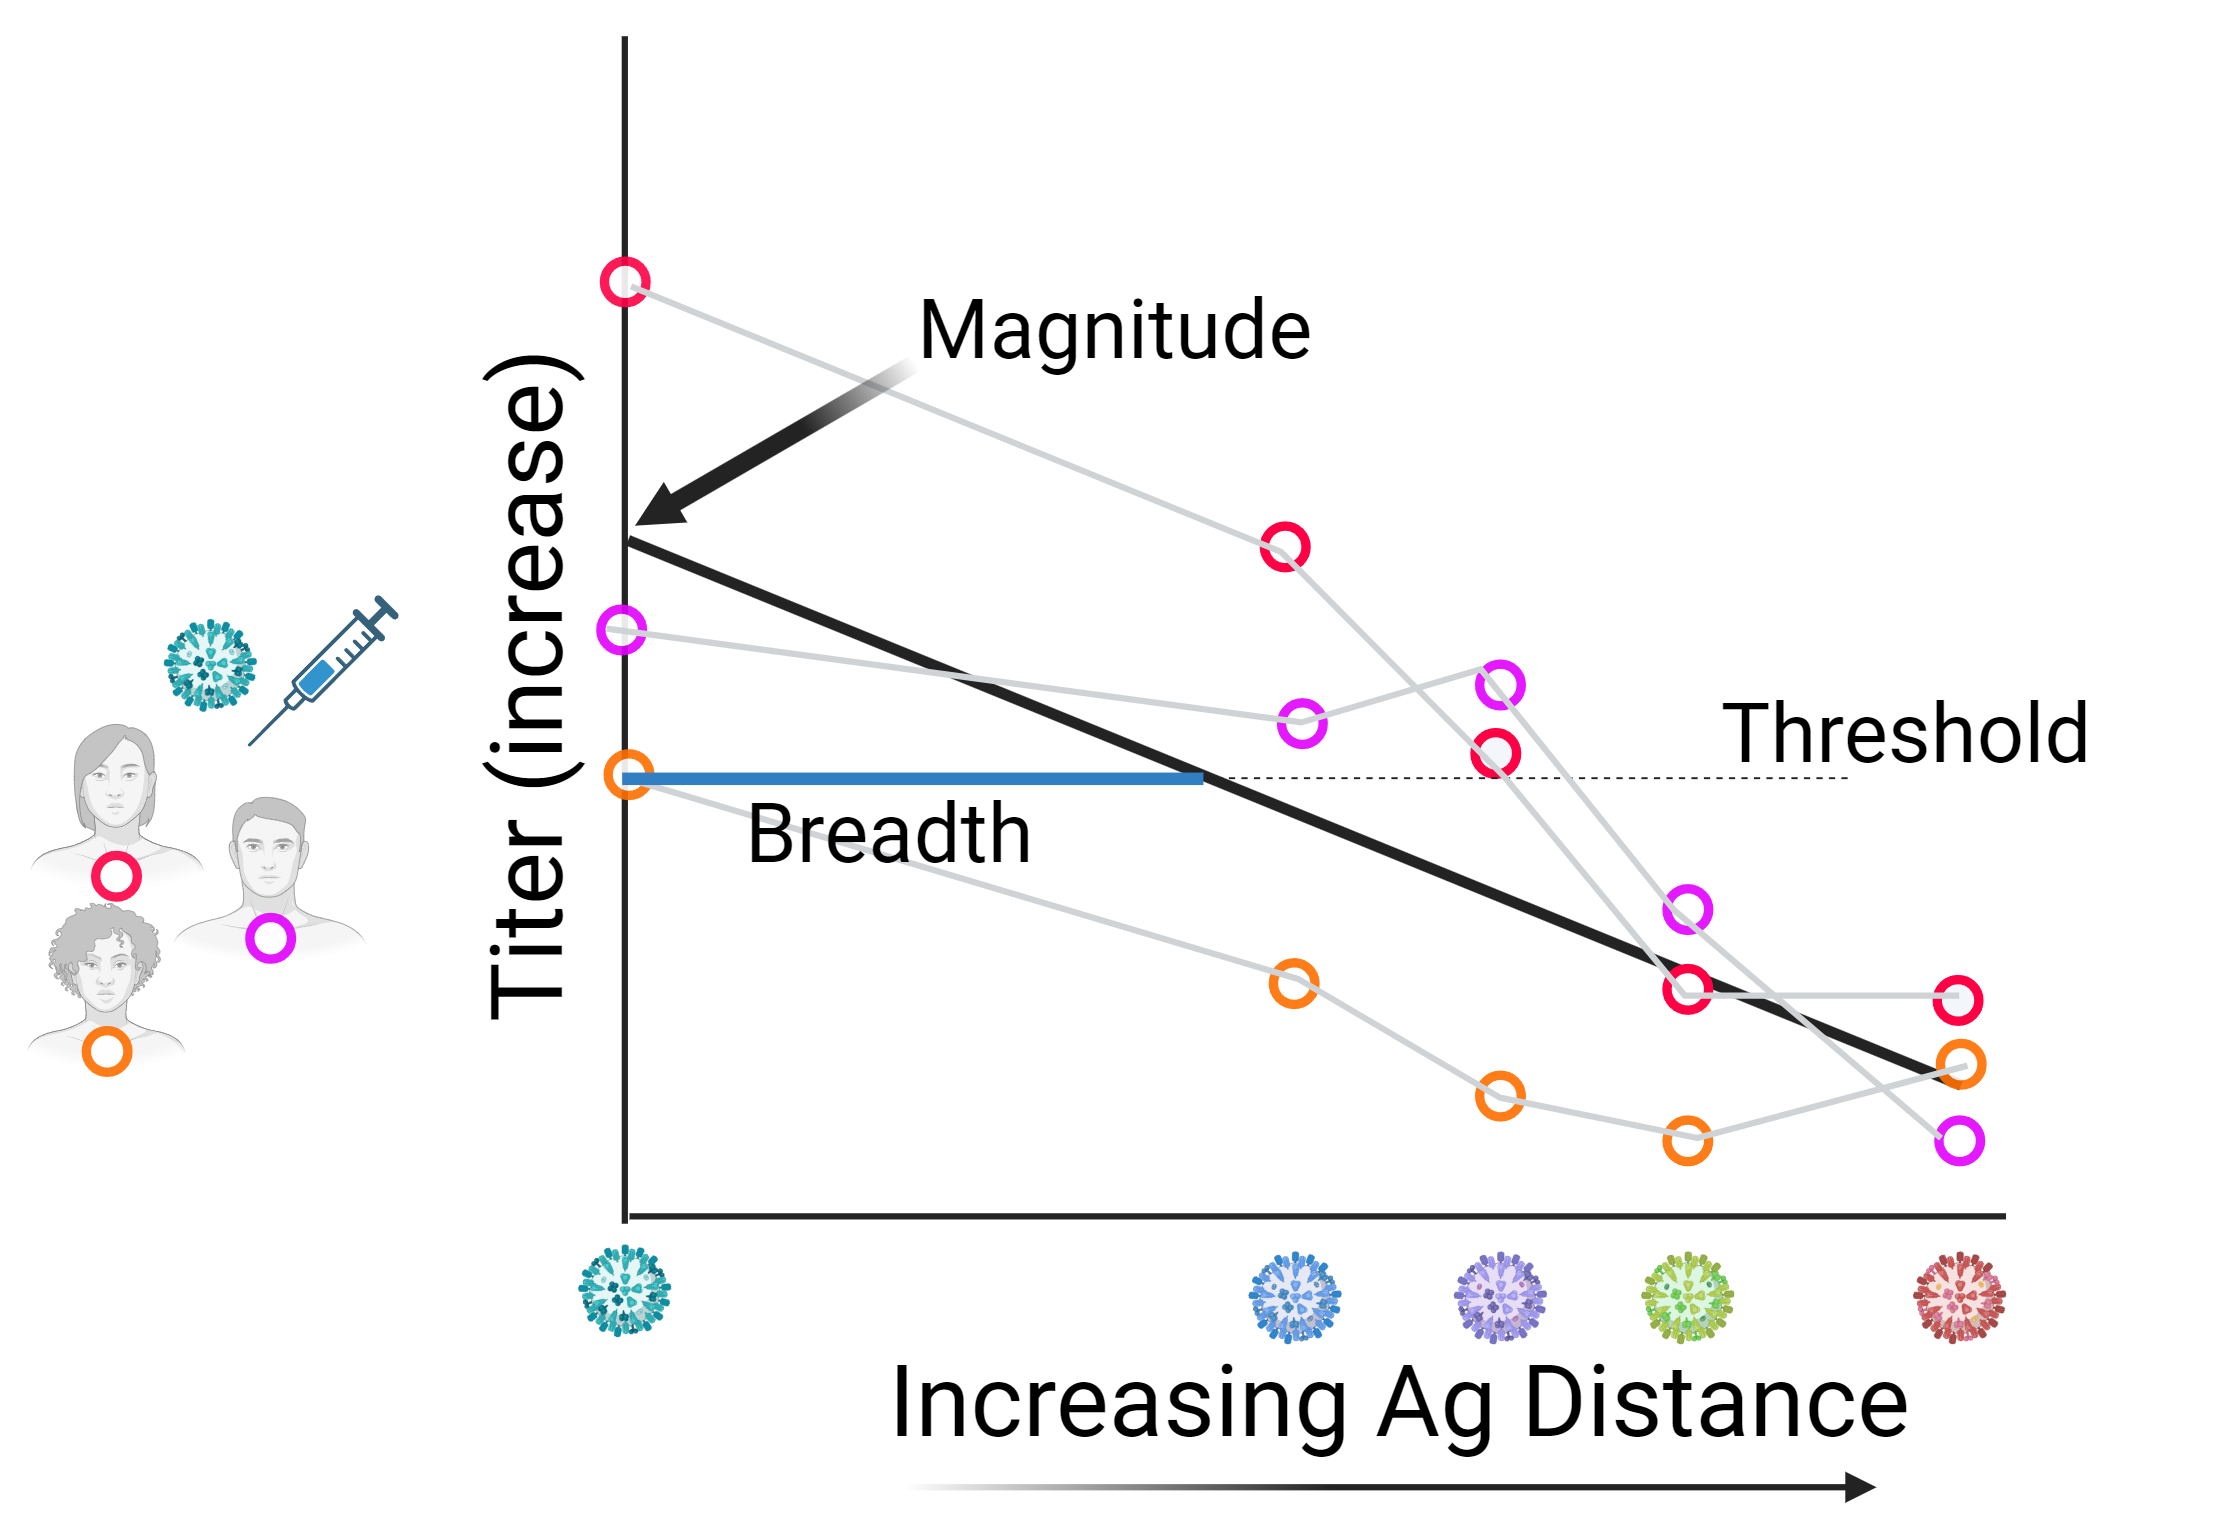 Magnitude
Titer (increase)
Threshold
Breadth
Increasing Ag Distance